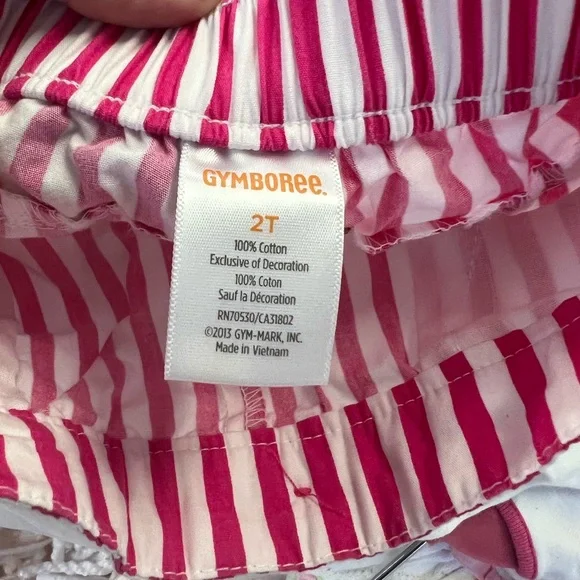 GYMBOREe.
2T
100% Cotton
Exclusive of Decoration
100% Coton
Sauf la Décoration
RN70530/CA31802
©2013 GYM-MARK, INC.
Made in Vietnam